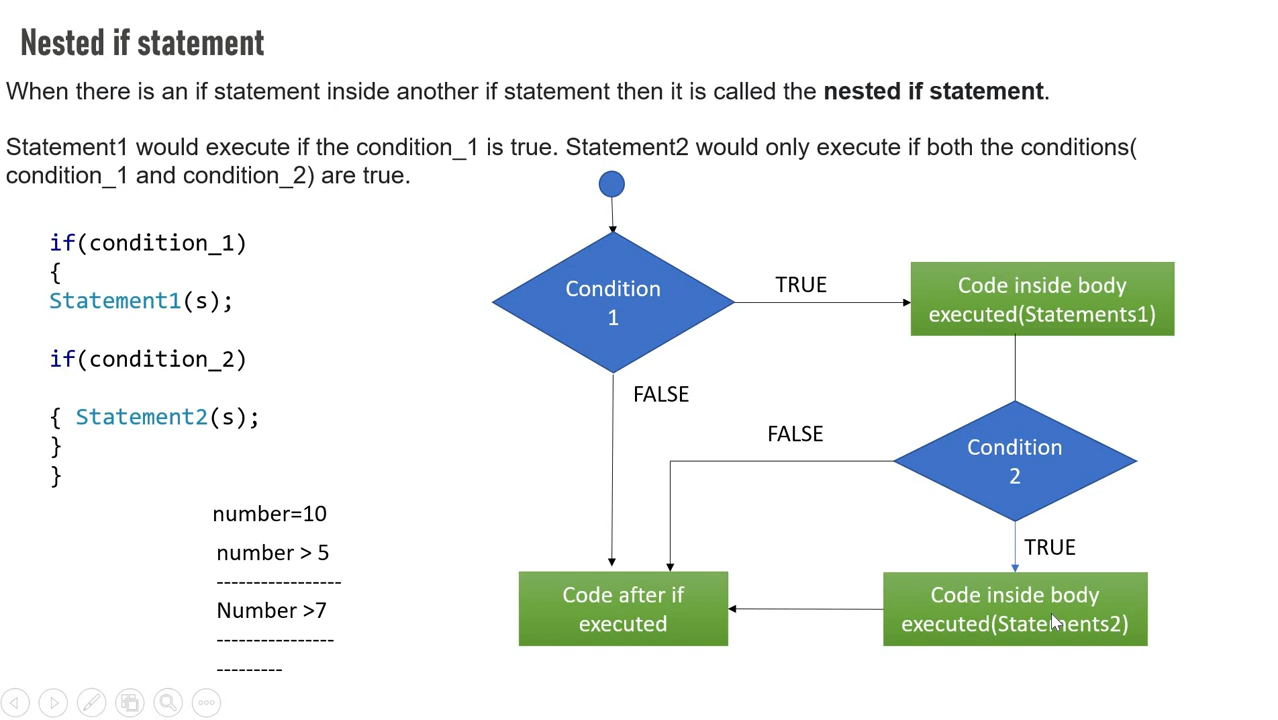 Nested if statement
When there is an if statement inside another if statement then it is called the nested if statement.
Statement1 would execute if the condition_1 is true. Statement2 would only execute if both the conditions(
condition_1 and condition_2) are true.
if(condition_1)
{
Statement1(s);
if(condition_2)
{ Statement2(s);
}
}
number=10
number > 5
-----------------
Number >7
----------------
---------
Condition
1
TRUE
Code inside body
executed(Statements1)
FALSE
FALSE
Condition
2
TRUE
Code after if
executed
Code inside body
executed(Statements2)